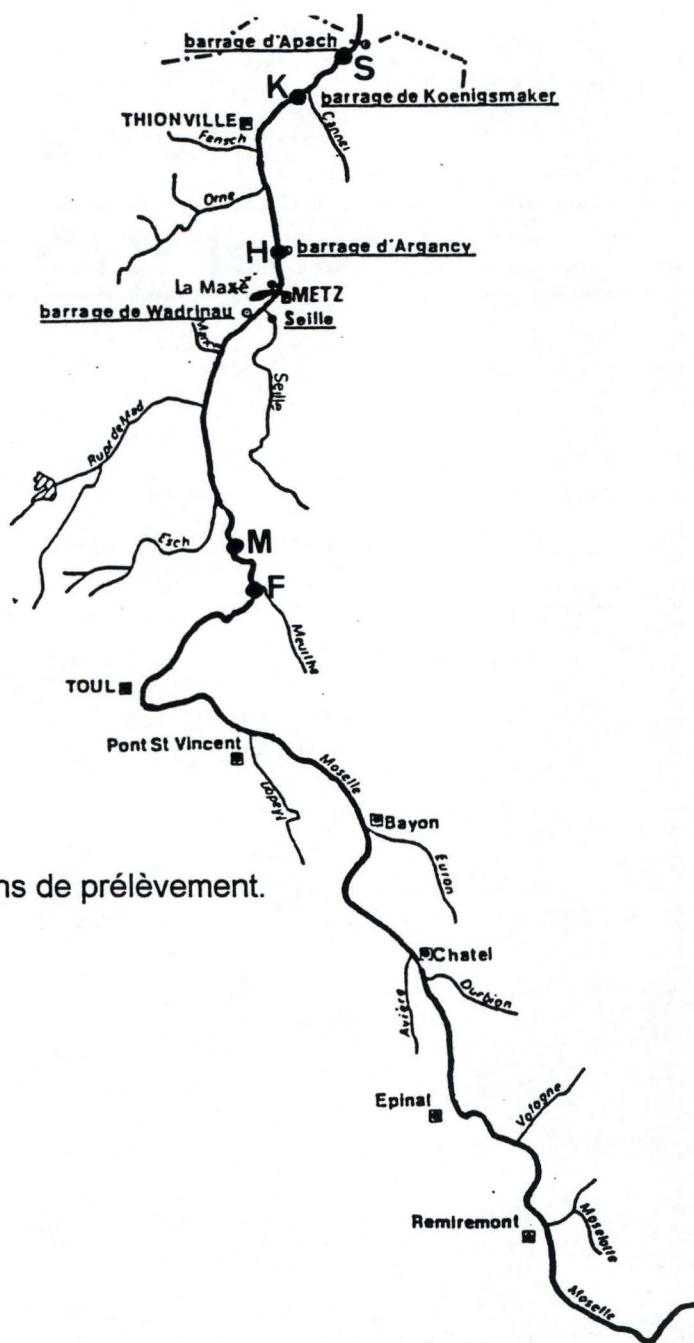 barrage d'Apach
S
K
barrage de Koenigsmaker
THIONVILLE
Fensch
Cannel
Orne
H
barrage d'Argancy
La Maxe
METZ
barrage de Wadrinau
Seille
Seille
Rupt de Mad
Esch
M
F
Meurthe
TOUL
Pont St Vincent
Moselle
Bayon
Euron
ns de prélèvement.
Chatel
Durbion
Avière
Epinal
Vologne
Remiremont
Moselotte
Moselle